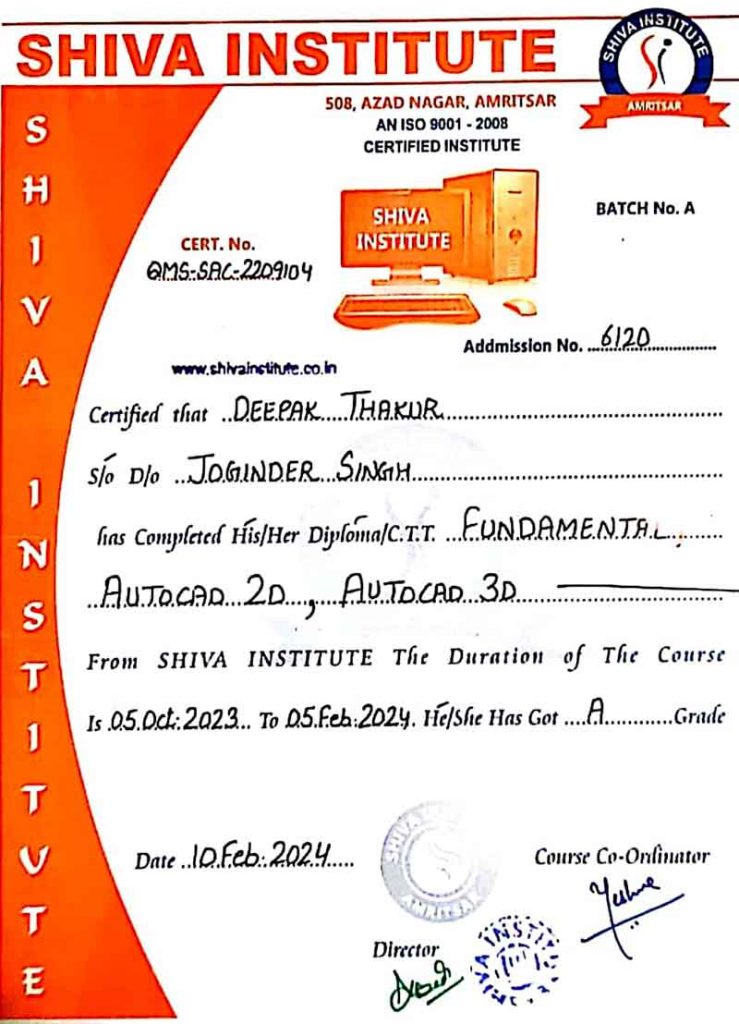 SHIVA INSTITUTE
SHIVA INSTITUTE
AMRITSAR
508, AZAD NAGAR, AMRITSAR
AN ISO 9001 - 2008
CERTIFIED INSTITUTE
SHIVA INSTITUTE
SHIVA
INSTITUTE
BATCH No. A
CERT. No.
QMS-SAC-2209104
Addmission No. ...6120...............
www.shivainstitute.co.in
Certified that ..DEEPAK THAKUR..............................
S/o D/o ..JOGINDER SINGH..............................
has Completed His/Her Diploma/C.T.T. ...FUNDAMENTAL,........
..AUTOCAD 2D..., AUTOCAD 3D
From SHIVA INSTITUTE The Duration of The Course
Is .05.Oct.2023... To 05.Feb.2024. He/She Has Got ....A............Grade
Date ..10.Feb.2024.....
SHIVA
AMRITSAR
Course Co-Ordinator
Director